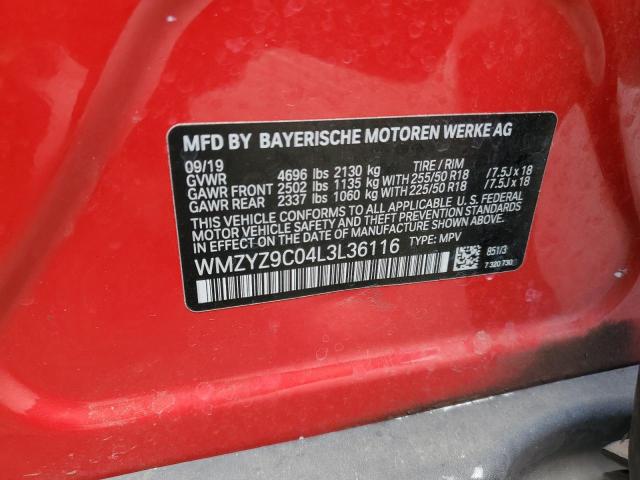 MFD BY BAYERISCHE MOTOREN WERKE AG
09/19 TIRE / RIM
GVWR 4696 lbs 2130 kg
GAWR FRONT 2502 lbs 1135 kg WITH 255/50 R18 /7.5J x 18
GAWR REAR 2337 lbs 1060 kg WITH 225/50 R18 /7.5J x 18
THIS VEHICLE CONFORMS TO ALL APPLICABLE U. S. FEDERAL
MOTOR VEHICLE SAFETY AND THEFT PREVENTION STANDARDS
IN EFFECT ON THE DATE OF MANUFACTURE SHOWN ABOVE.
WMZYZ9C04L3L36116 TYPE: MPV
851/3
7 320 730